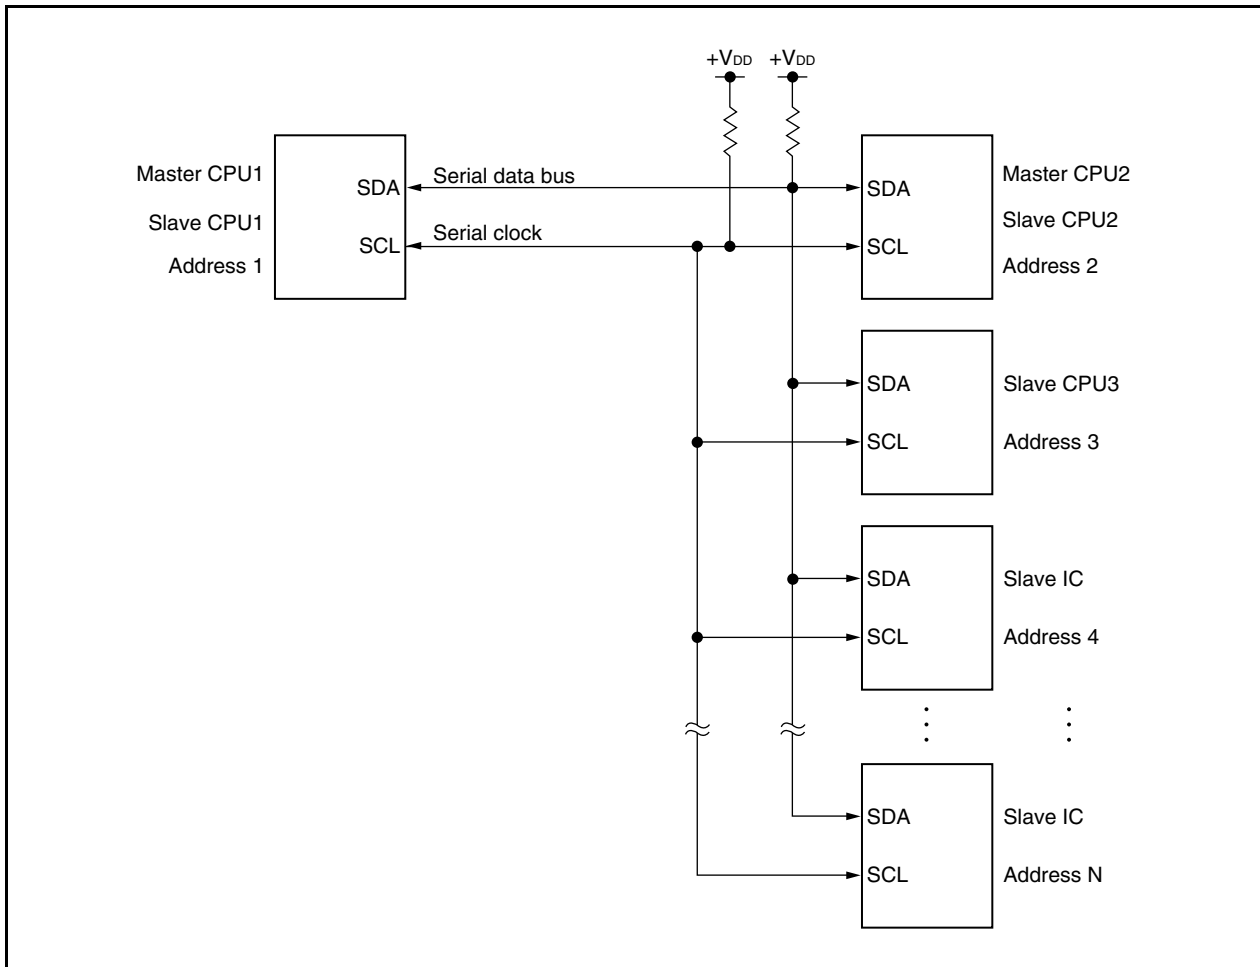 +VDD +VDD
Master CPU1
Slave CPU1
Address 1
SDA
SCL
Serial data bus
Serial clock
SDA
SCL
Master CPU2
Slave CPU2
Address 2
SDA
SCL
Slave CPU3
Address 3
SDA
SCL
Slave IC
Address 4
SDA
SCL
Slave IC
Address N